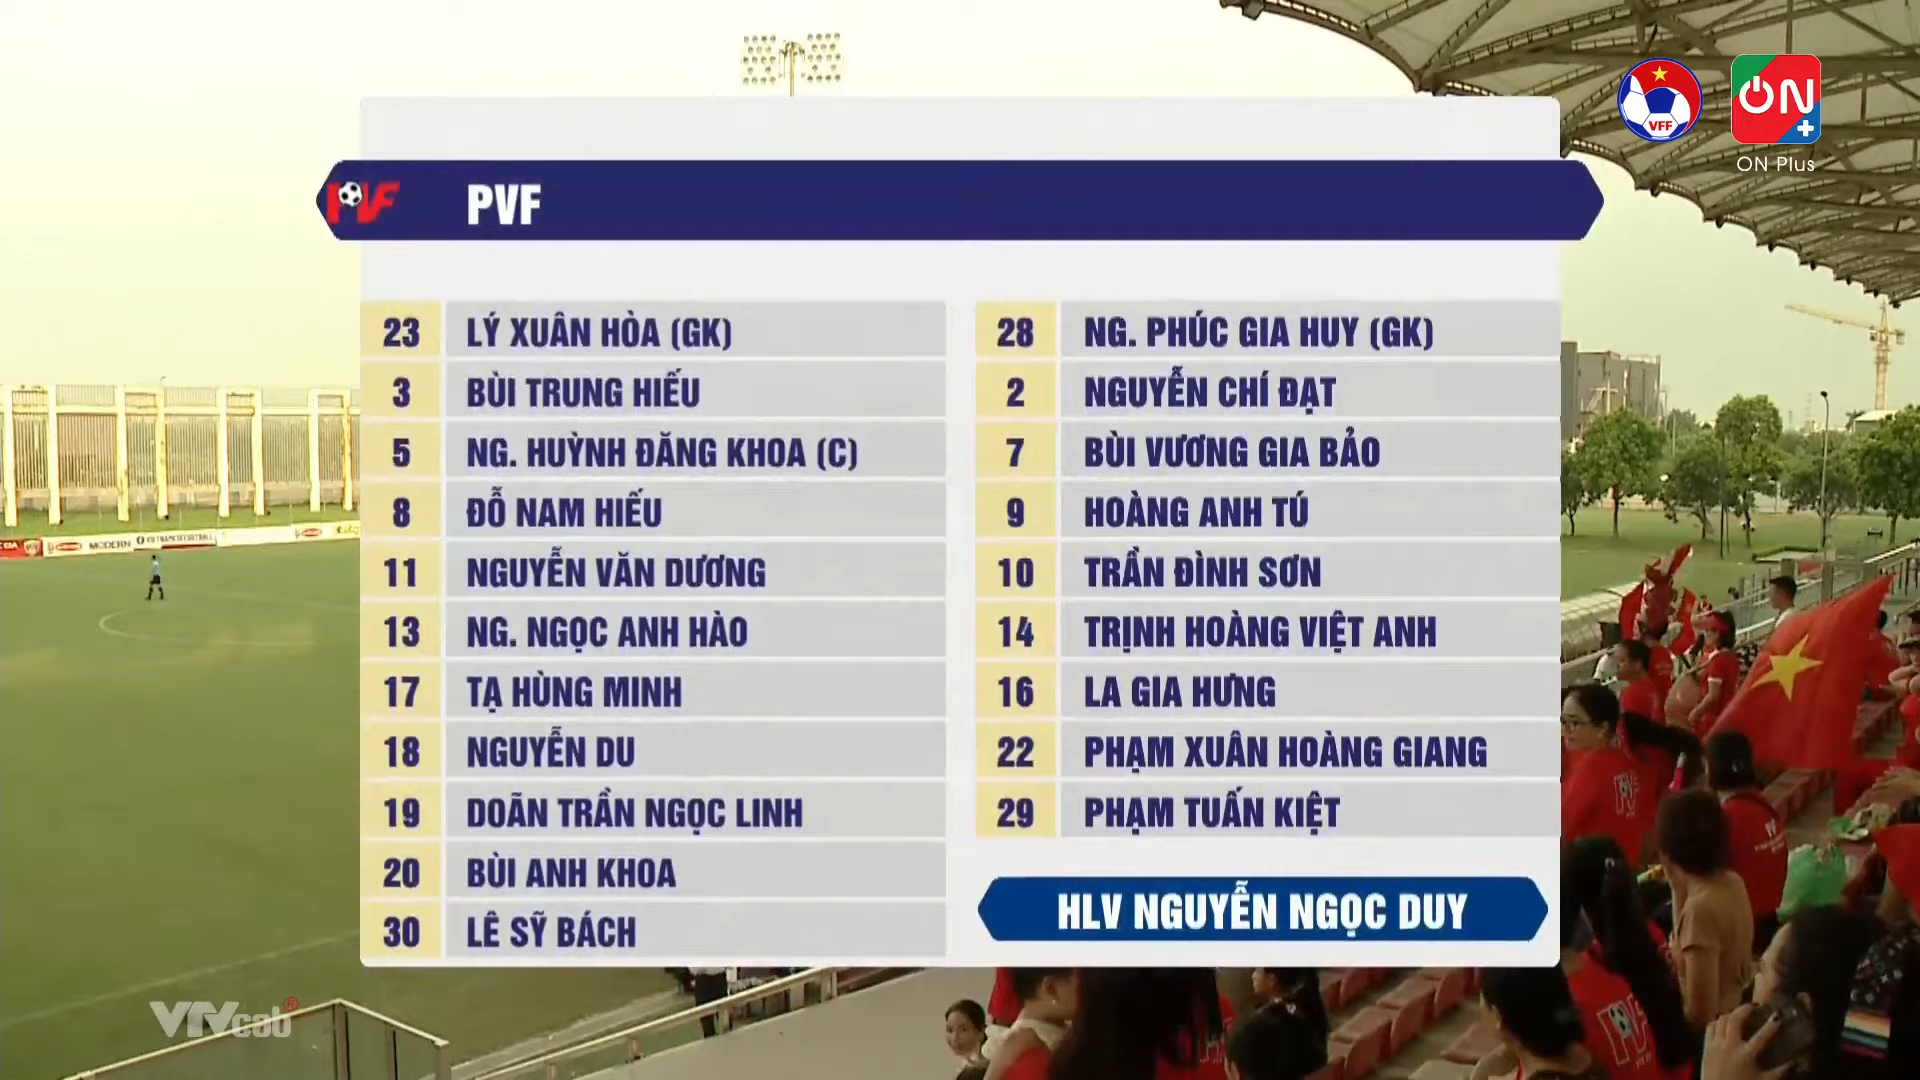 VFF
ON
ON Plus
PVF
PVF
23 LÝ XUÂN HÒA (GK)
3 BÙI TRUNG HIẾU
5 NG. HUỲNH ĐĂNG KHOA (C)
8 ĐỖ NAM HIẾU
11 NGUYỄN VĂN DƯƠNG
13 NG. NGỌC ANH HÀO
17 TẠ HÙNG MINH
18 NGUYỄN DU
19 DOÃN TRẦN NGỌC LINH
20 BÙI ANH KHOA
30 LÊ SỸ BÁCH
28 NG. PHÚC GIA HUY (GK)
2 NGUYỄN CHÍ ĐẠT
7 BÙI VƯƠNG GIA BẢO
9 HOÀNG ANH TÚ
10 TRẦN ĐÌNH SƠN
14 TRỊNH HOÀNG VIỆT ANH
16 LA GIA HƯNG
22 PHẠM XUÂN HOÀNG GIANG
29 PHẠM TUẤN KIỆT
HLV NGUYỄN NGỌC DUY
MODERN
VTVcab